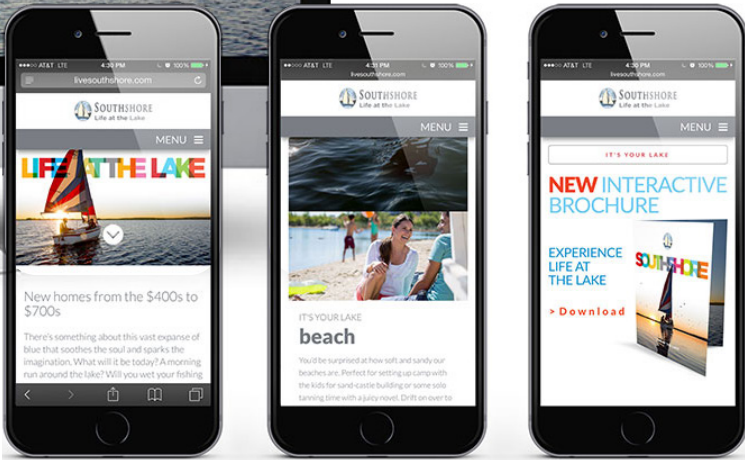 ●●●○○ AT&T LTE 4:30 PM 100%
livesouthshore.com
SOUTHSHORE
Life at the Lake
MENU
LIFE AT THE LAKE
New homes from the $400s to
$700s
There's something about this vast expanse of
blue that soothes the soul and sparks the
imagination. What will it be today? A morning
run around the lake? Will you wet your fishing
●●●○○ AT&T LTE 4:31 PM 100%
livesouthshore.com
SOUTHSHORE
Life at the Lake
MENU
IT'S YOUR LAKE
beach
You'd be surprised at how soft and sandy our
beaches are. Perfect for setting up camp with
the kids for sand-castle building or some solo
tanning time with a juicy novel. Drift on over to
●●●○○ AT&T LTE 4:30 PM 100%
livesouthshore.com
SOUTHSHORE
Life at the Lake
MENU
IT'S YOUR LAKE
NEW INTERACTIVE
BROCHURE
EXPERIENCE
LIFE AT
THE LAKE
> Download
SOUTHSHORE